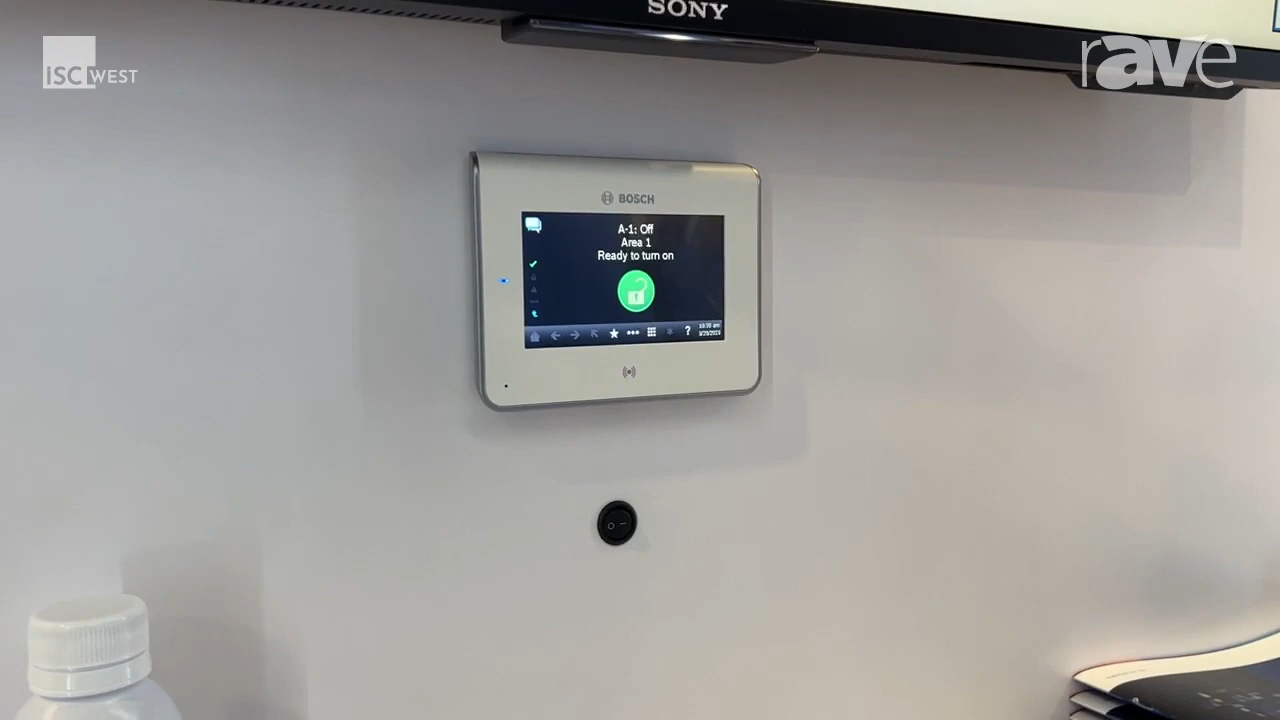 SONY
ISC WEST
rave
BOSCH
A-1: Off
Area 1
Ready to turn on
?
10:30 am